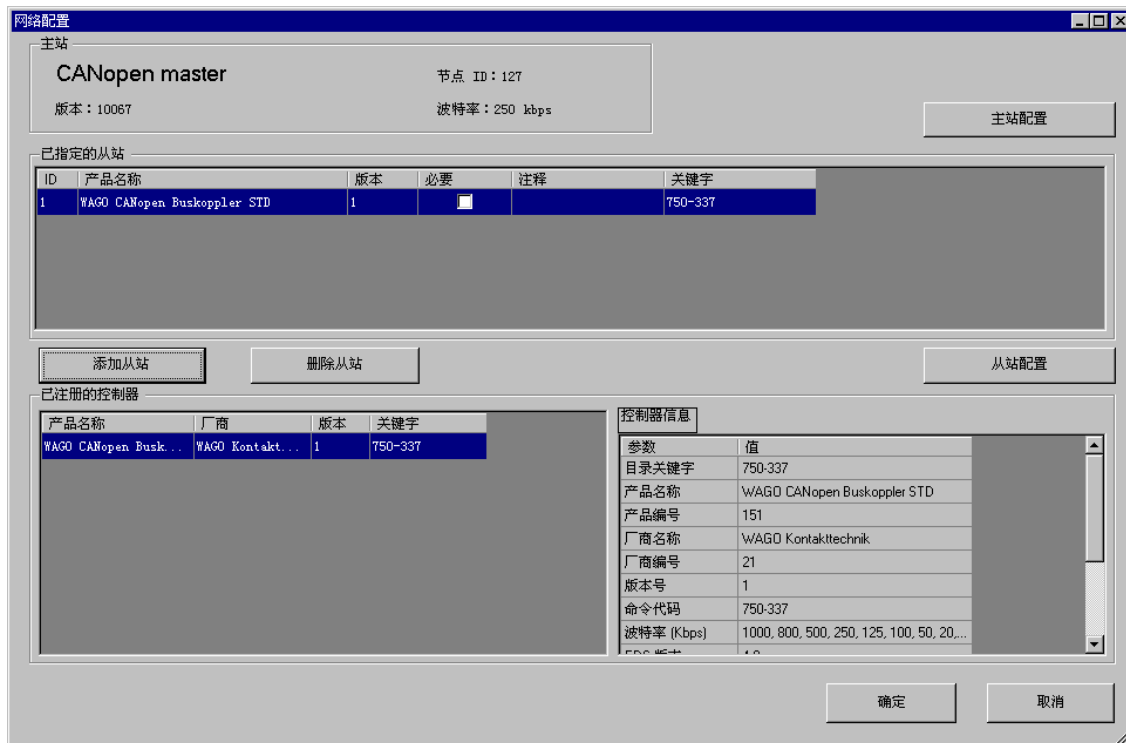 网络配置
主站
CANopen master
节点 ID：127
版本：10067
波特率：250 kbps
主站配置
已指定的从站
ID 产品名称 版本 必要 注释 关键字
1 WAGO CANopen Buskoppler STD 1 750-337
添加从站 删除从站 从站配置
已注册的控制器
产品名称 厂商 版本 关键字
WAGO CANopen Busk... WAGO Kontakt... 1 750-337
控制器信息
参数 值
目录关键字 750-337
产品名称 WAGO CANopen Buskoppler STD
产品编号 151
厂商名称 WAGO Kontakttechnik
厂商编号 21
版本号 1
命令代码 750-337
波特率 (Kbps) 1000, 800, 500, 250, 125, 100, 50, 20,...
确定 取消